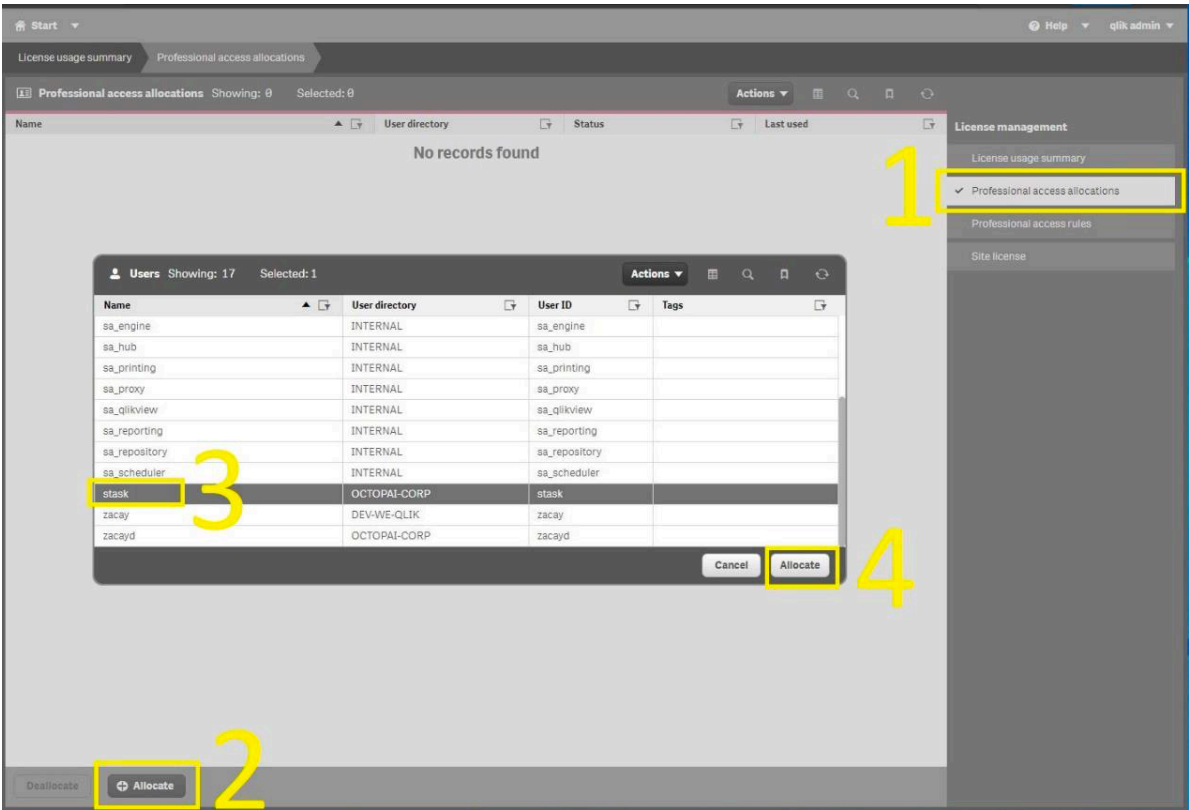 Start
Help qlik admin
License usage summary Professional access allocations
Professional access allocations Showing: 0 Selected: 0 Actions
Name User directory Status Last used
No records found
License management
License usage summary
1
Professional access allocations
Professional access rules
Site license
Users Showing: 17 Selected: 1 Actions
Name User directory User ID Tags
sa_engine INTERNAL sa_engine
sa_hub INTERNAL sa_hub
sa_printing INTERNAL sa_printing
sa_proxy INTERNAL sa_proxy
sa_qlikview INTERNAL sa_qlikview
sa_reporting INTERNAL sa_reporting
sa_repository INTERNAL sa_repository
sa_scheduler INTERNAL sa_scheduler
3
stask OCTOPAI-CORP stask
zacay DEV-WE-QLIK zacay
zacayd OCTOPAI-CORP zacayd
Cancel Allocate
4
2
Deallocate Allocate